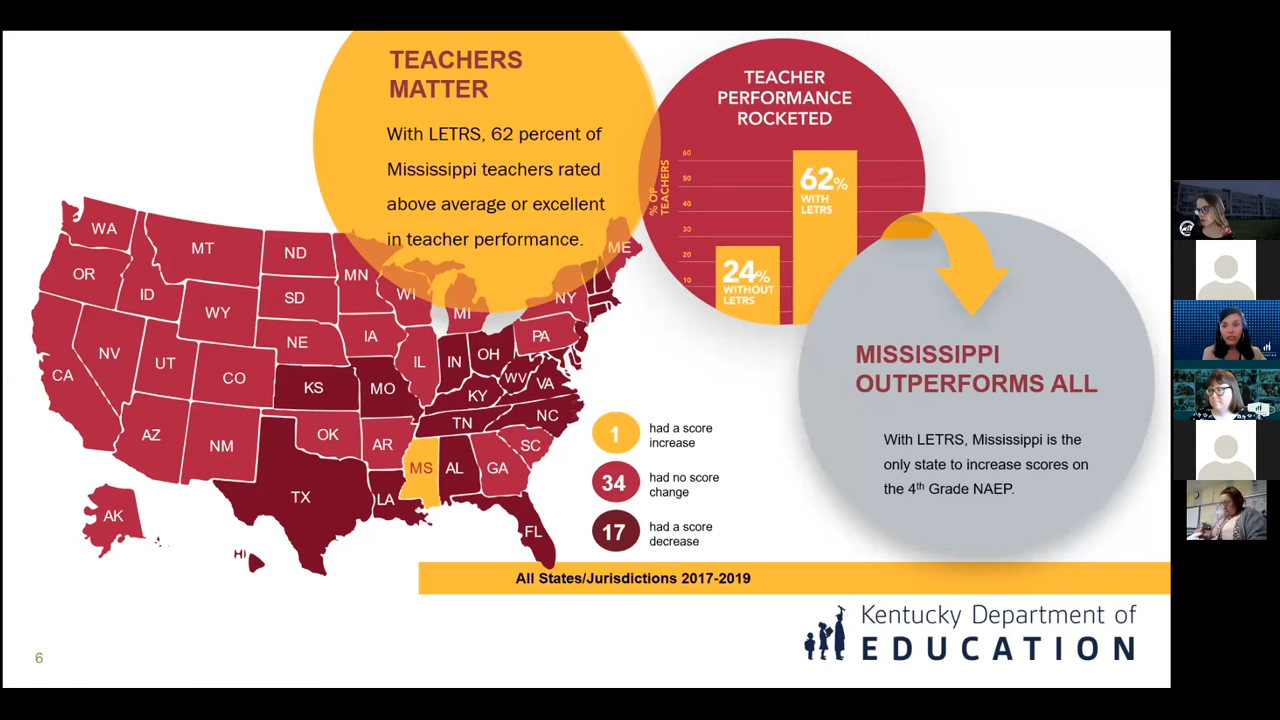 TEACHERS
MATTER
With LETRS, 62 percent of
Mississippi teachers rated
above average or excellent
in teacher performance.
TEACHER
PERFORMANCE
ROCKETED
% OF
TEACHERS
60
50
40
30
20
10
24%
WITHOUT
LETRS
62%
WITH
LETRS
MISSISSIPPI
OUTPERFORMS ALL
With LETRS, Mississippi is the
only state to increase scores on
the 4th Grade NAEP.
WA
MT
ND
MN
ME
OR
ID
SD
WI
NY
WY
MI
NV
UT
NE
IA
PA
CA
CO
IL
IN
OH
WV
VA
KS
MO
KY
NC
AZ
NM
OK
AR
TN
SC
TX
LA
MS
AL
GA
FL
AK
HI
1 had a score
increase
34 had no score
change
17 had a score
decrease
All States/Jurisdictions 2017-2019
Kentucky Department of
EDUCATION
6